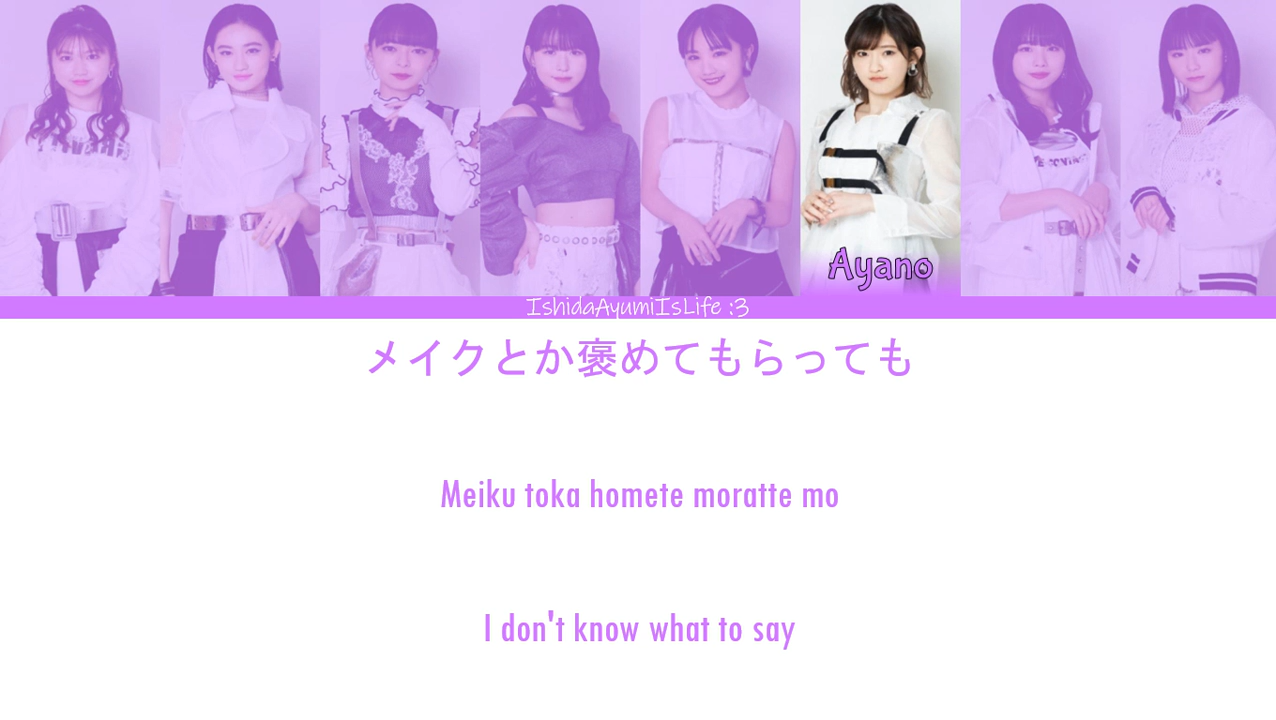 Ayano
IshidaAyumiIsLife :3
メイクとか褒めてもらっても
Meiku toka homete moratte mo
I don't know what to say